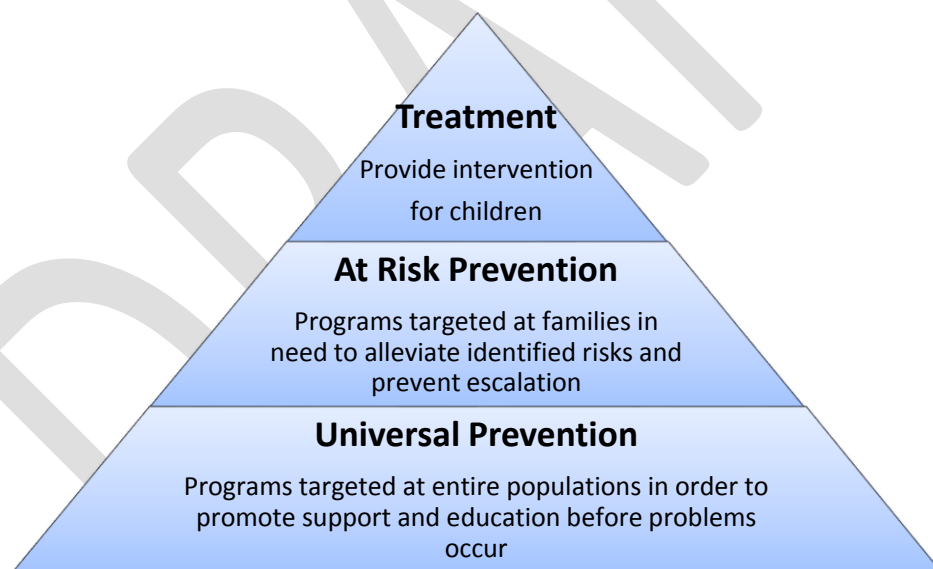 Treatment
Provide intervention
for children
At Risk Prevention
Programs targeted at families in
need to alleviate identified risks and
prevent escalation
Universal Prevention
Programs targeted at entire populations in order to
promote support and education before problems
occur